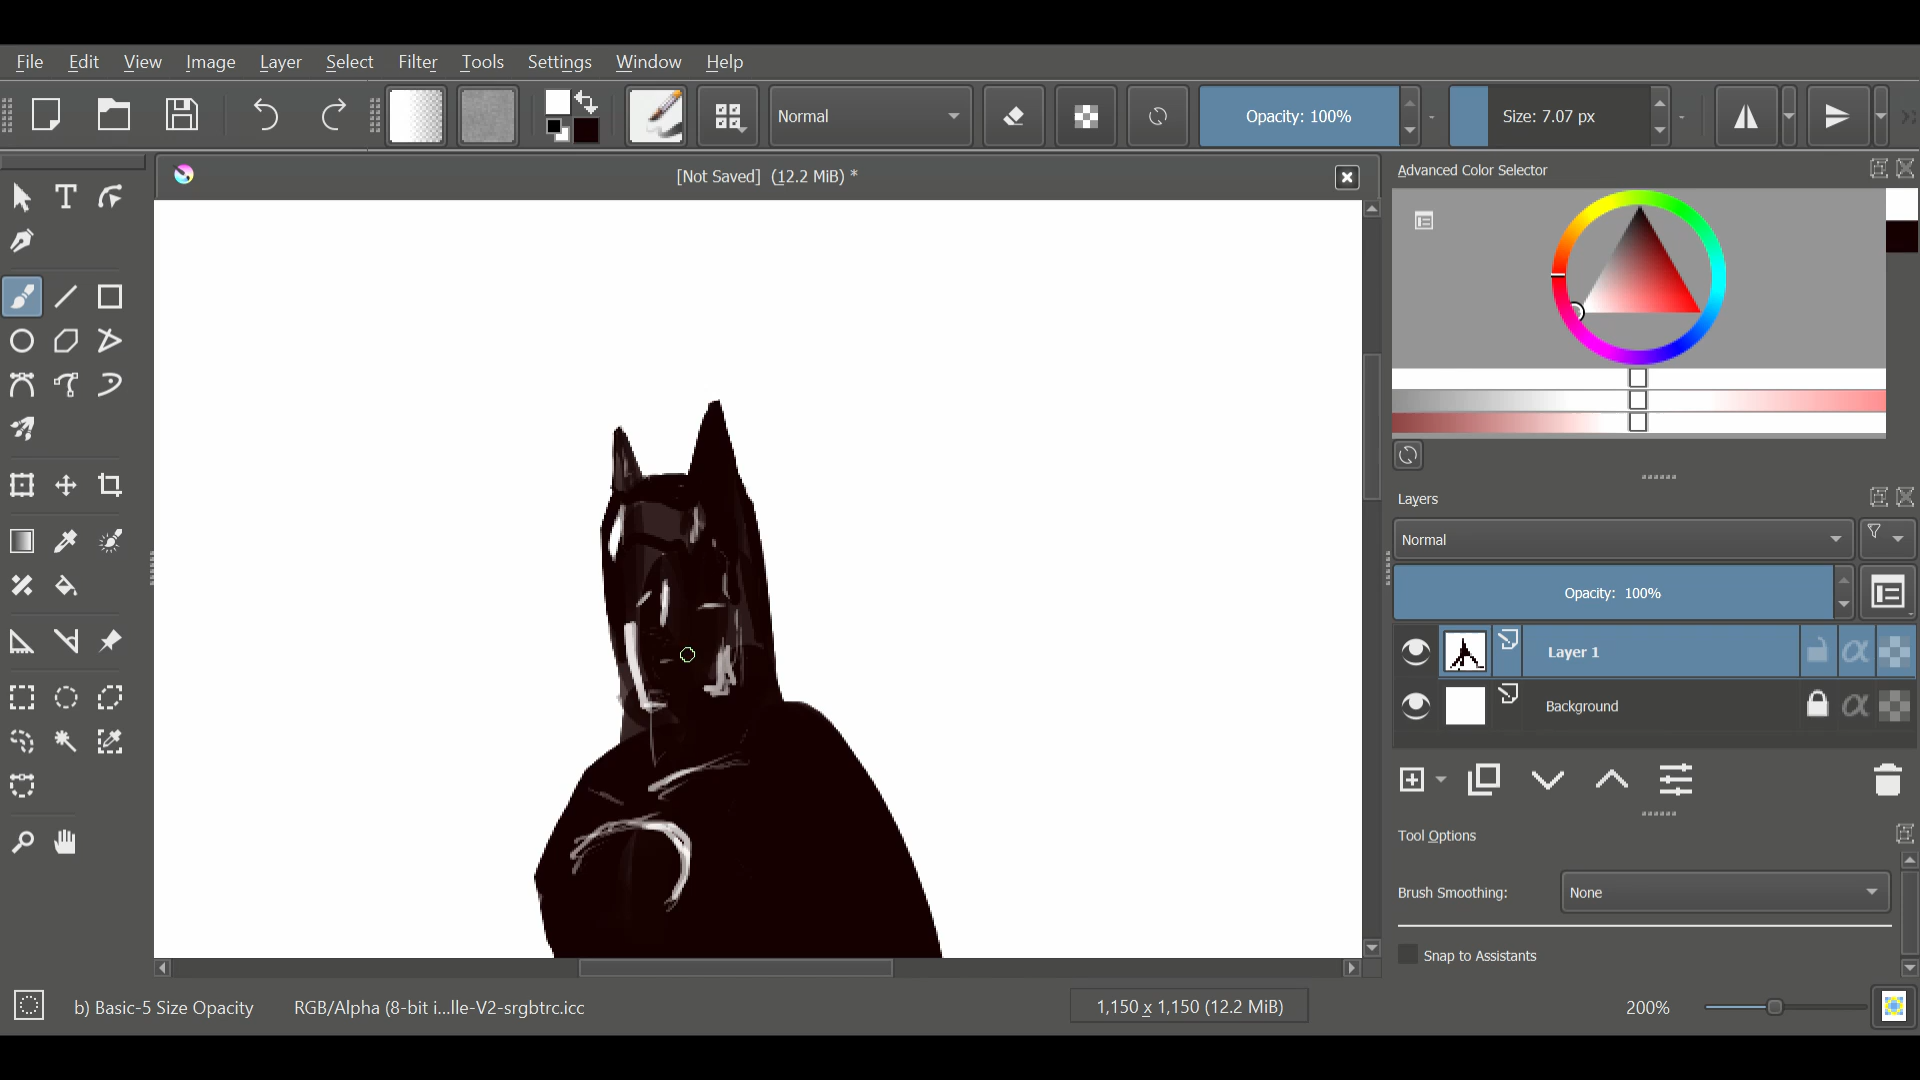 File Edit View Image Layer Select Filter Tools Settings Window Help
Normal Opacity: 100% Size: 7.07 px
[Not Saved] (12.2 MiB) *
Advanced Color Selector
Layers
Normal
Opacity: 100%
Layer 1
Background
Tool Options
Brush Smoothing: None
Snap to Assistants
b) Basic-5 Size Opacity RGB/Alpha (8-bit i...lle-V2-srgbtrc.icc 1,150 x 1,150 (12.2 MiB) 200%